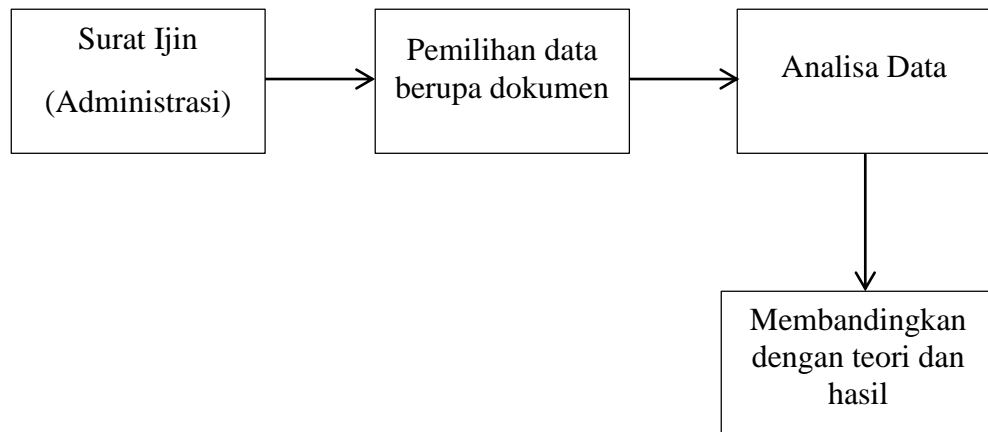 Surat Ijin
(Administrasi)
Pemilihan data
berupa dokumen
Analisa Data
Membandingkan
dengan teori dan
hasil